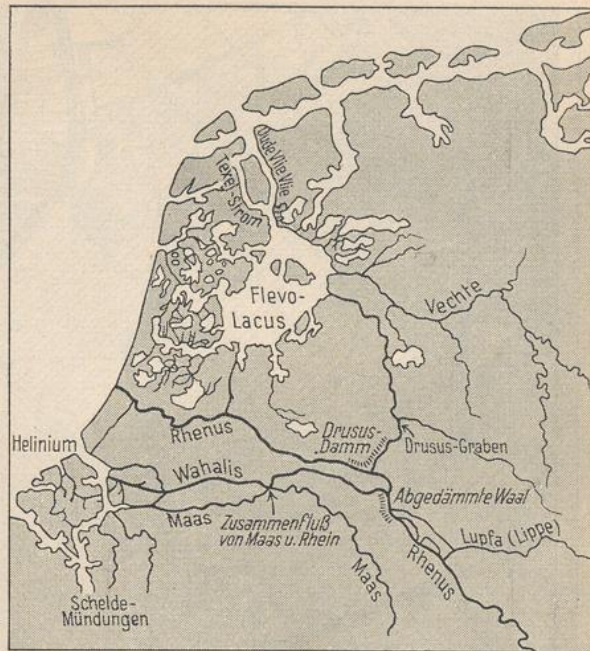 Texel-Strom
Oude Vlie Vlie Str.
Flevo-
Lacus
Vechte
Rhenus
Drusus-
Damm
Drusus-Graben
Helinium
Wahalis
Abgedämmte Waal
Maas
Zusammenfluß
von Maas u. Rhein
Lupfa (Lippe)
Rhenus
Maas
Schelde-
Mündungen